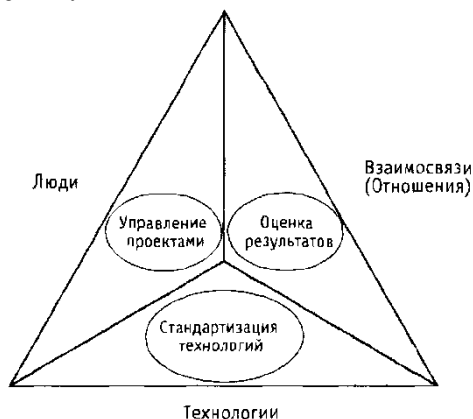 Люди
Взаимосвязи
(Отношения)
Управление
проектами
Оценка
результатов
Стандартизация
технологий
Технологии